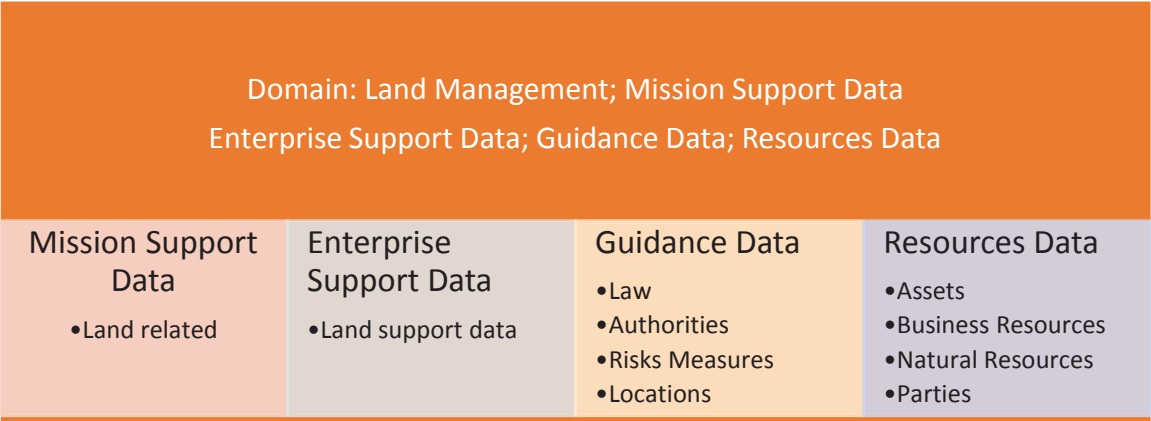 Domain: Land Management; Mission Support Data
Enterprise Support Data; Guidance Data; Resources Data
Mission Support
Data
•Land related
Enterprise
Support Data
•Land support data
Guidance Data
•Law
•Authorities
•Risks Measures
•Locations
Resources Data
•Assets
•Business Resources
•Natural Resources
•Parties